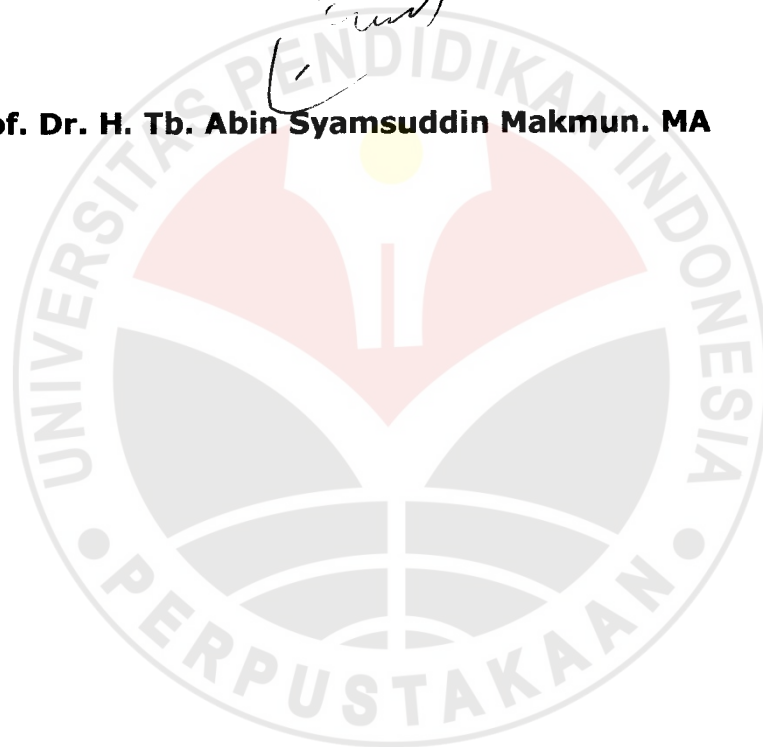 of. Dr. H. Tb. Abin Syamsuddin Makmun. MA
UNIVERSITAS PENDIDIKAN INDONESIA
PERPUSTAKAAN